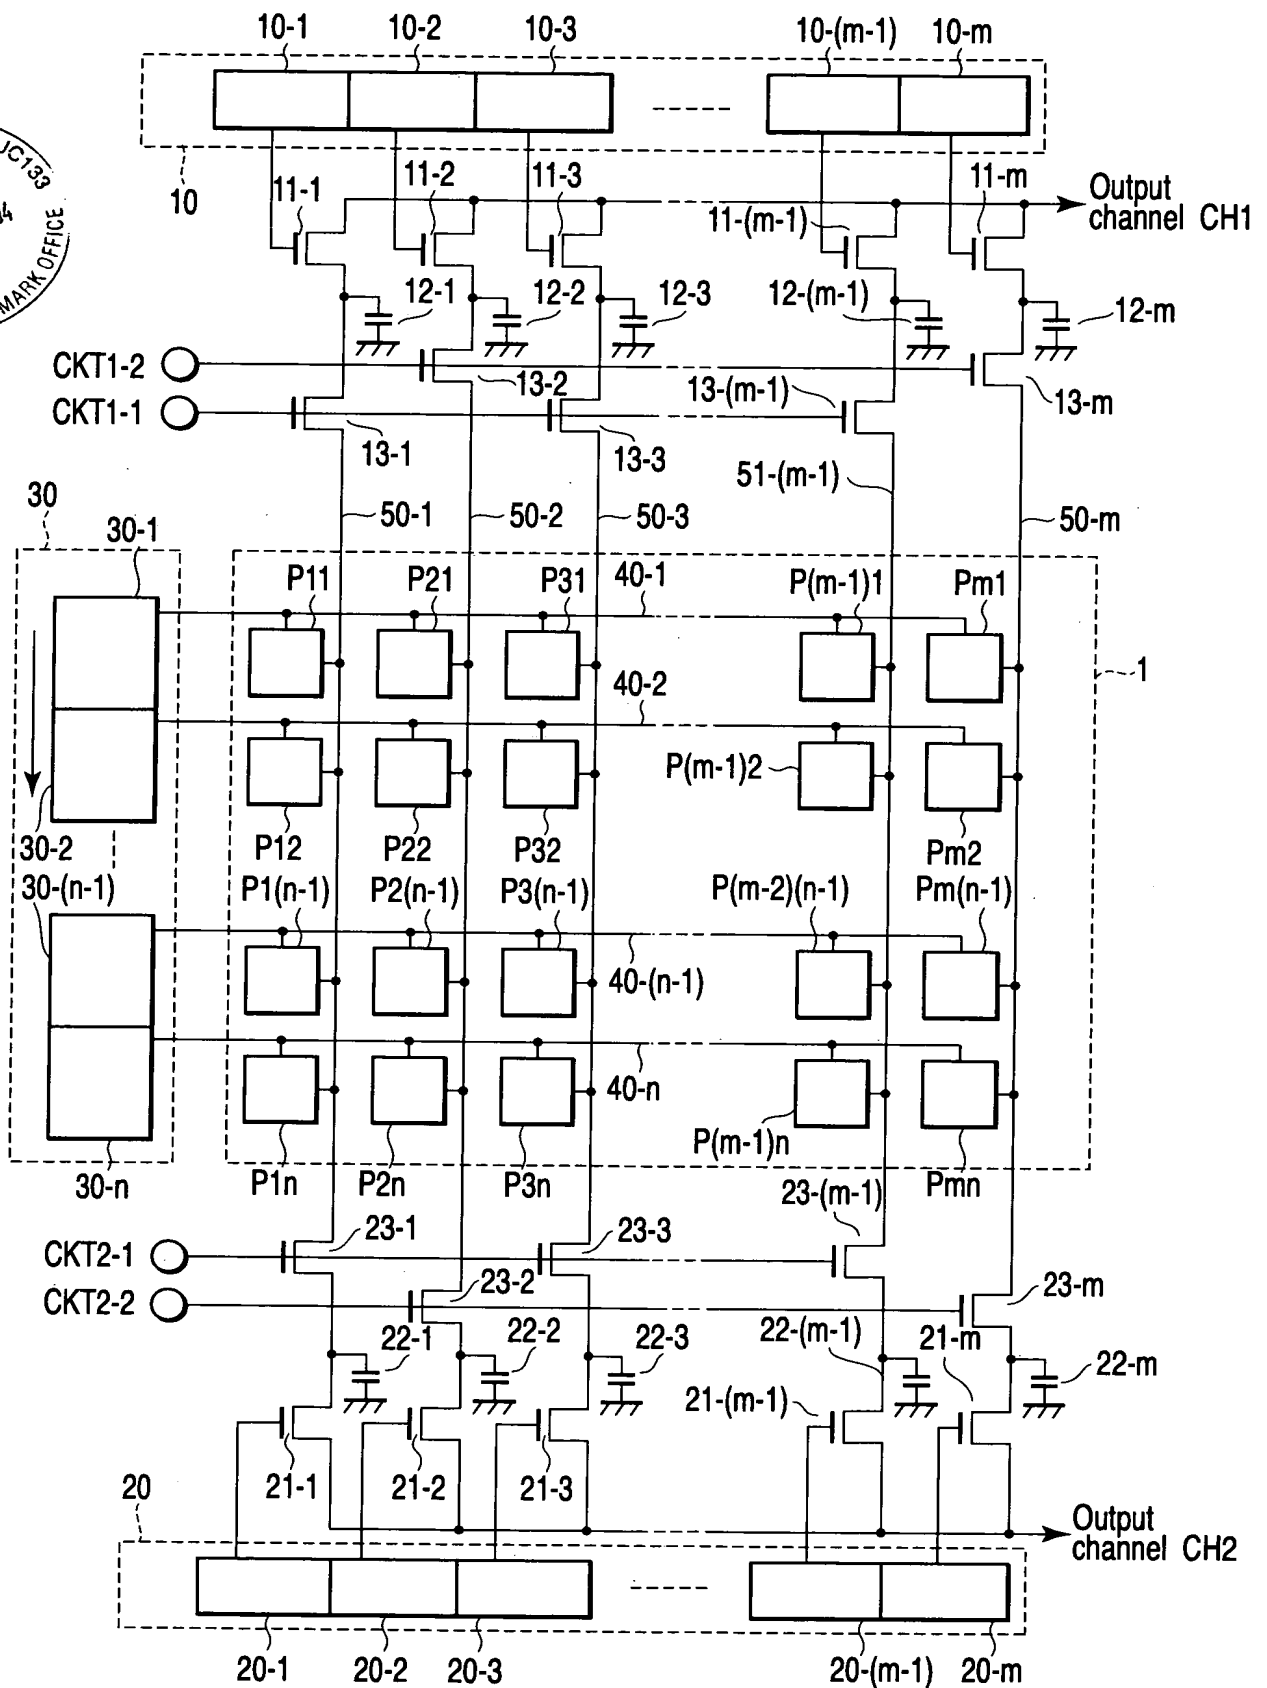 10-1 10-2 10-3 10-(m-1) 10-m
JC133
MARK OFFICE
10
11-1 11-2 11-3 11-(m-1) 11-m
Output
channel CH1
12-1 12-2 12-3 12-(m-1) 12-m
CKT1-2
13-2 13-(m-1) 13-m
CKT1-1
13-1 13-3
51-(m-1)
30
30-1
50-1 50-2 50-3 50-m
P11 P21 P31 40-1 P(m-1)1 Pm1
1
40-2
P(m-1)2
30-2
P12 P22 P32 Pm2
30-(n-1)
P1(n-1) P2(n-1) P3(n-1) P(m-2)(n-1) Pm(n-1)
40-(n-1)
40-n
P(m-1)n
30-n
P1n P2n P3n Pmn
23-(m-1)
CKT2-1
23-1 23-3
CKT2-2
23-2 23-m
22-1 22-2 22-3 22-(m-1) 21-m
22-m
21-(m-1)
21-1 21-2 21-3
20
Output
channel CH2
20-1 20-2 20-3 20-(m-1) 20-m